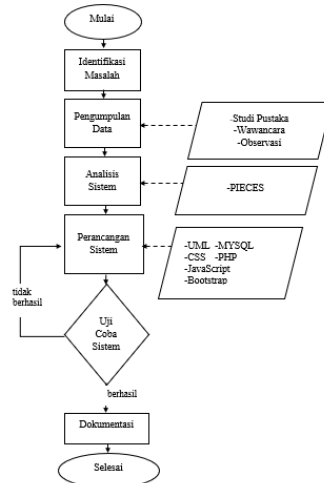 Mulai
Identifikasi
Masalah
Pengumpulan
Data
-Studi Pustaka
-Wawancara
-Observasi
Analisis
Sistem
-PIECES
Perancangan
Sistem
-UML -MYSQL
-CSS -PHP
-JavaScript
-Bootstrap
tidak
berhasil
Uji
Coba
Sistem
berhasil
Dokumentasi
Selesai